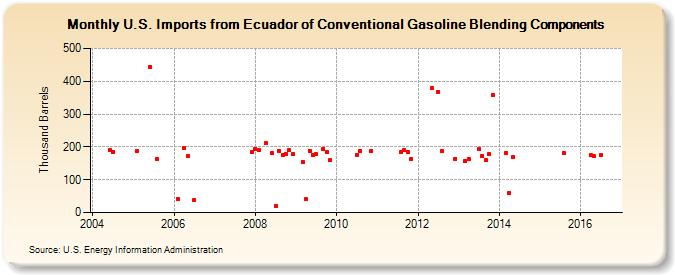 Monthly U.S. Imports from Ecuador of Conventional Gasoline Blending Components
Thousand Barrels
500
400
300
200
100
0
2004 2006 2008 2010 2012 2014 2016
Source: U.S. Energy Information Administration